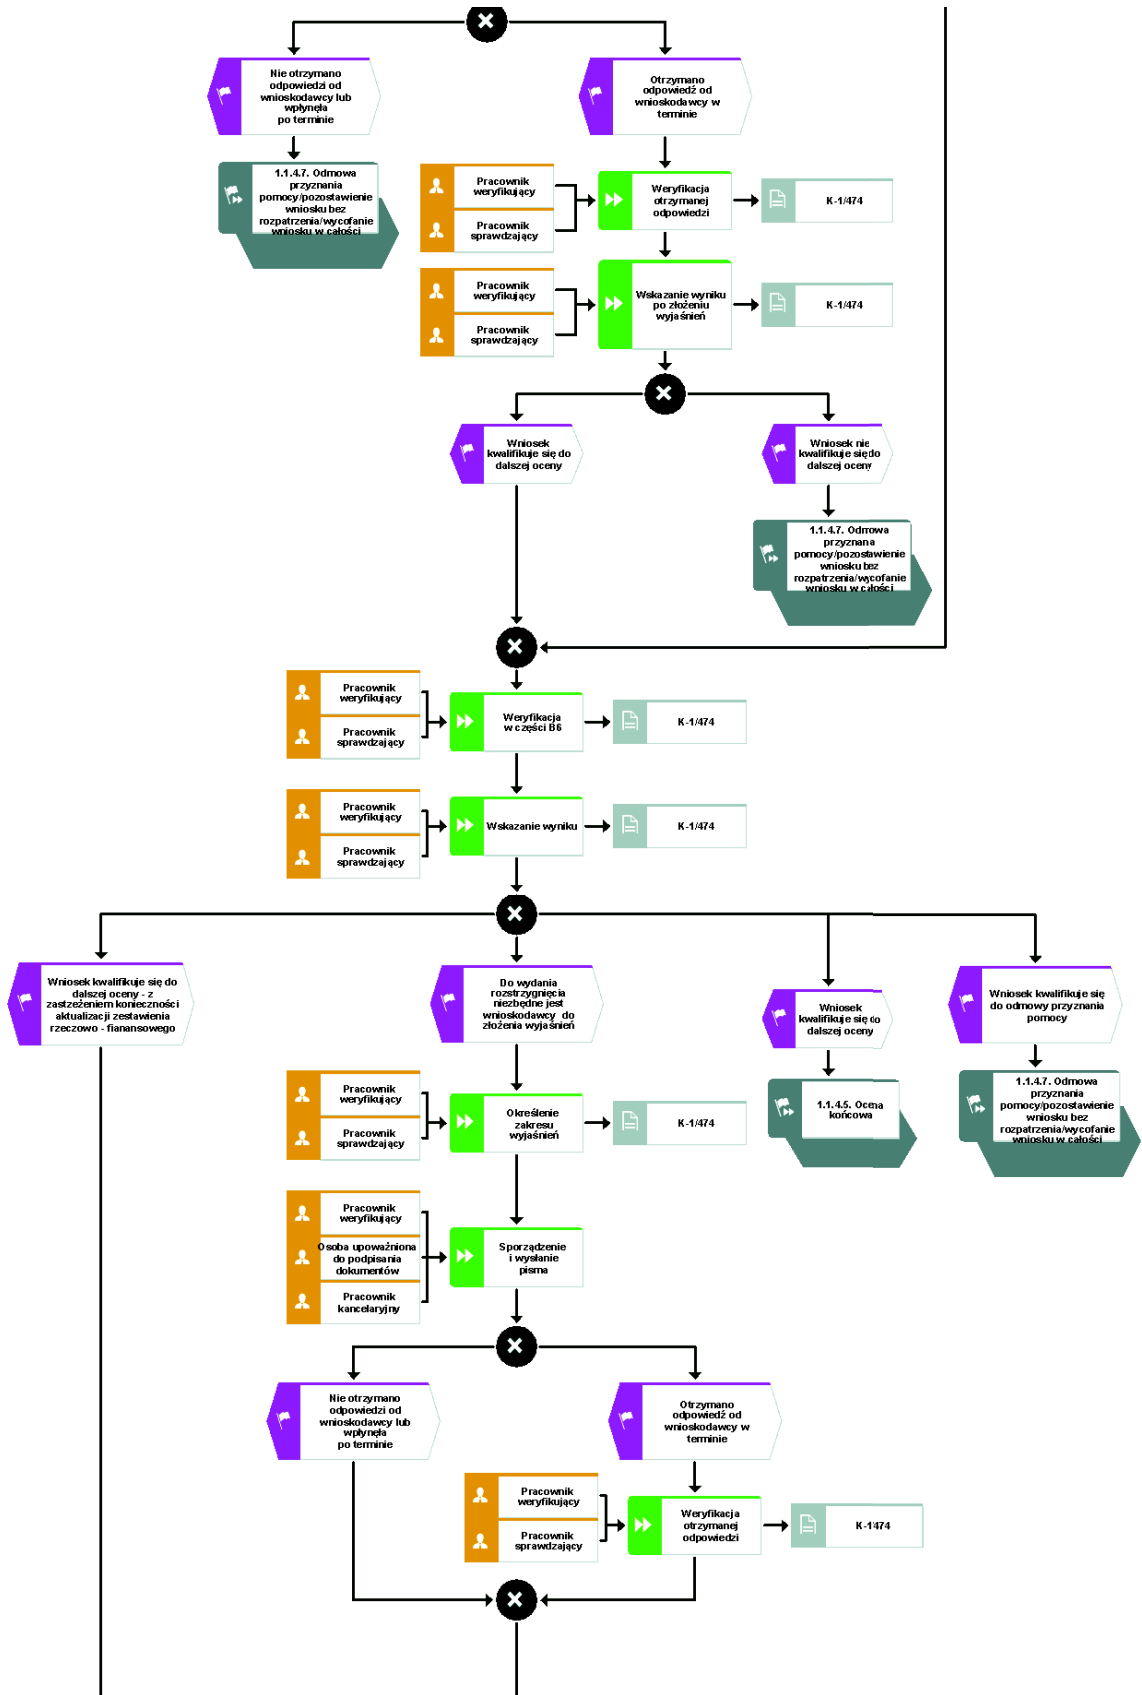 Nie otrzymano
odpowiedzi od
wnioskodawcy lub
wpłynęła
po terminie
Otrzymano
odpowiedź od
wnioskodawcy w
terminie
1.1.4.7. Odmowa
przyznania
pomocy/pozostawienie
wniosku bez
rozpatrzenia/wycofanie
wniosku w całości
Pracownik
weryfikujący
Pracownik
sprawdzający
Weryfikacja
otrzymanej
odpowiedzi
K-1/474
Pracownik
weryfikujący
Pracownik
sprawdzający
Wskazanie wyniku
po złożeniu
wyjaśnień
K-1/474
Wniosek
kwalifikuje się do
dalszej oceny
Wniosek nie
kwalifikuje się do
dalszej oceny
1.1.4.7. Odmowa
przyznana
pomocy/pozostawienie
wniosku bez
rozpatrzenia/wycofanie
wniosku w całości
Pracownik
weryfikujący
Pracownik
sprawdzający
Weryfikacja
w części B6
K-1/474
Pracownik
weryfikujący
Pracownik
sprawdzający
Wskazanie wyniku
K-1/474
Wniosek kwalifikuje się do
dalszej oceny - z
zastzeżeniem konieczności
aktualizacji zestawienia
rzeczowo - fianansowego
Do wydania
rozstrzygnięcia
niezbędne jest
wnioskodawcy do
złożenia wyjaśnień
Wniosek
kwalifikuje się do
dalszej oceny
Wniosek kwalifikuje się
do odmowy przyznania
pomocy
Pracownik
weryfikujący
Pracownik
sprawdzający
Określenie
zakresu
wyjaśnień
K-1/474
1.1.4.5. Ocena
końcowa
1.1.4.7. Odmowa
przyznania
pomocy/pozostawienie
wniosku bez
rozpatrzenia/wycofanie
wniosku w całości
Pracownik
weryfikujący
Osoba upoważniona
do podpisania
dokumentów
Pracownik
kancelaryjny
Sporządzenie
i wysłanie
pisma
Nie otrzymano
odpowiedzi od
wnioskodawcy lub
wpłynęła
po terminie
Otrzymano
odpowiedź od
wnioskodawcy w
terminie
Pracownik
weryfikujący
Pracownik
sprawdzający
Weryfikacja
otrzymanej
odpowiedzi
K-1/474